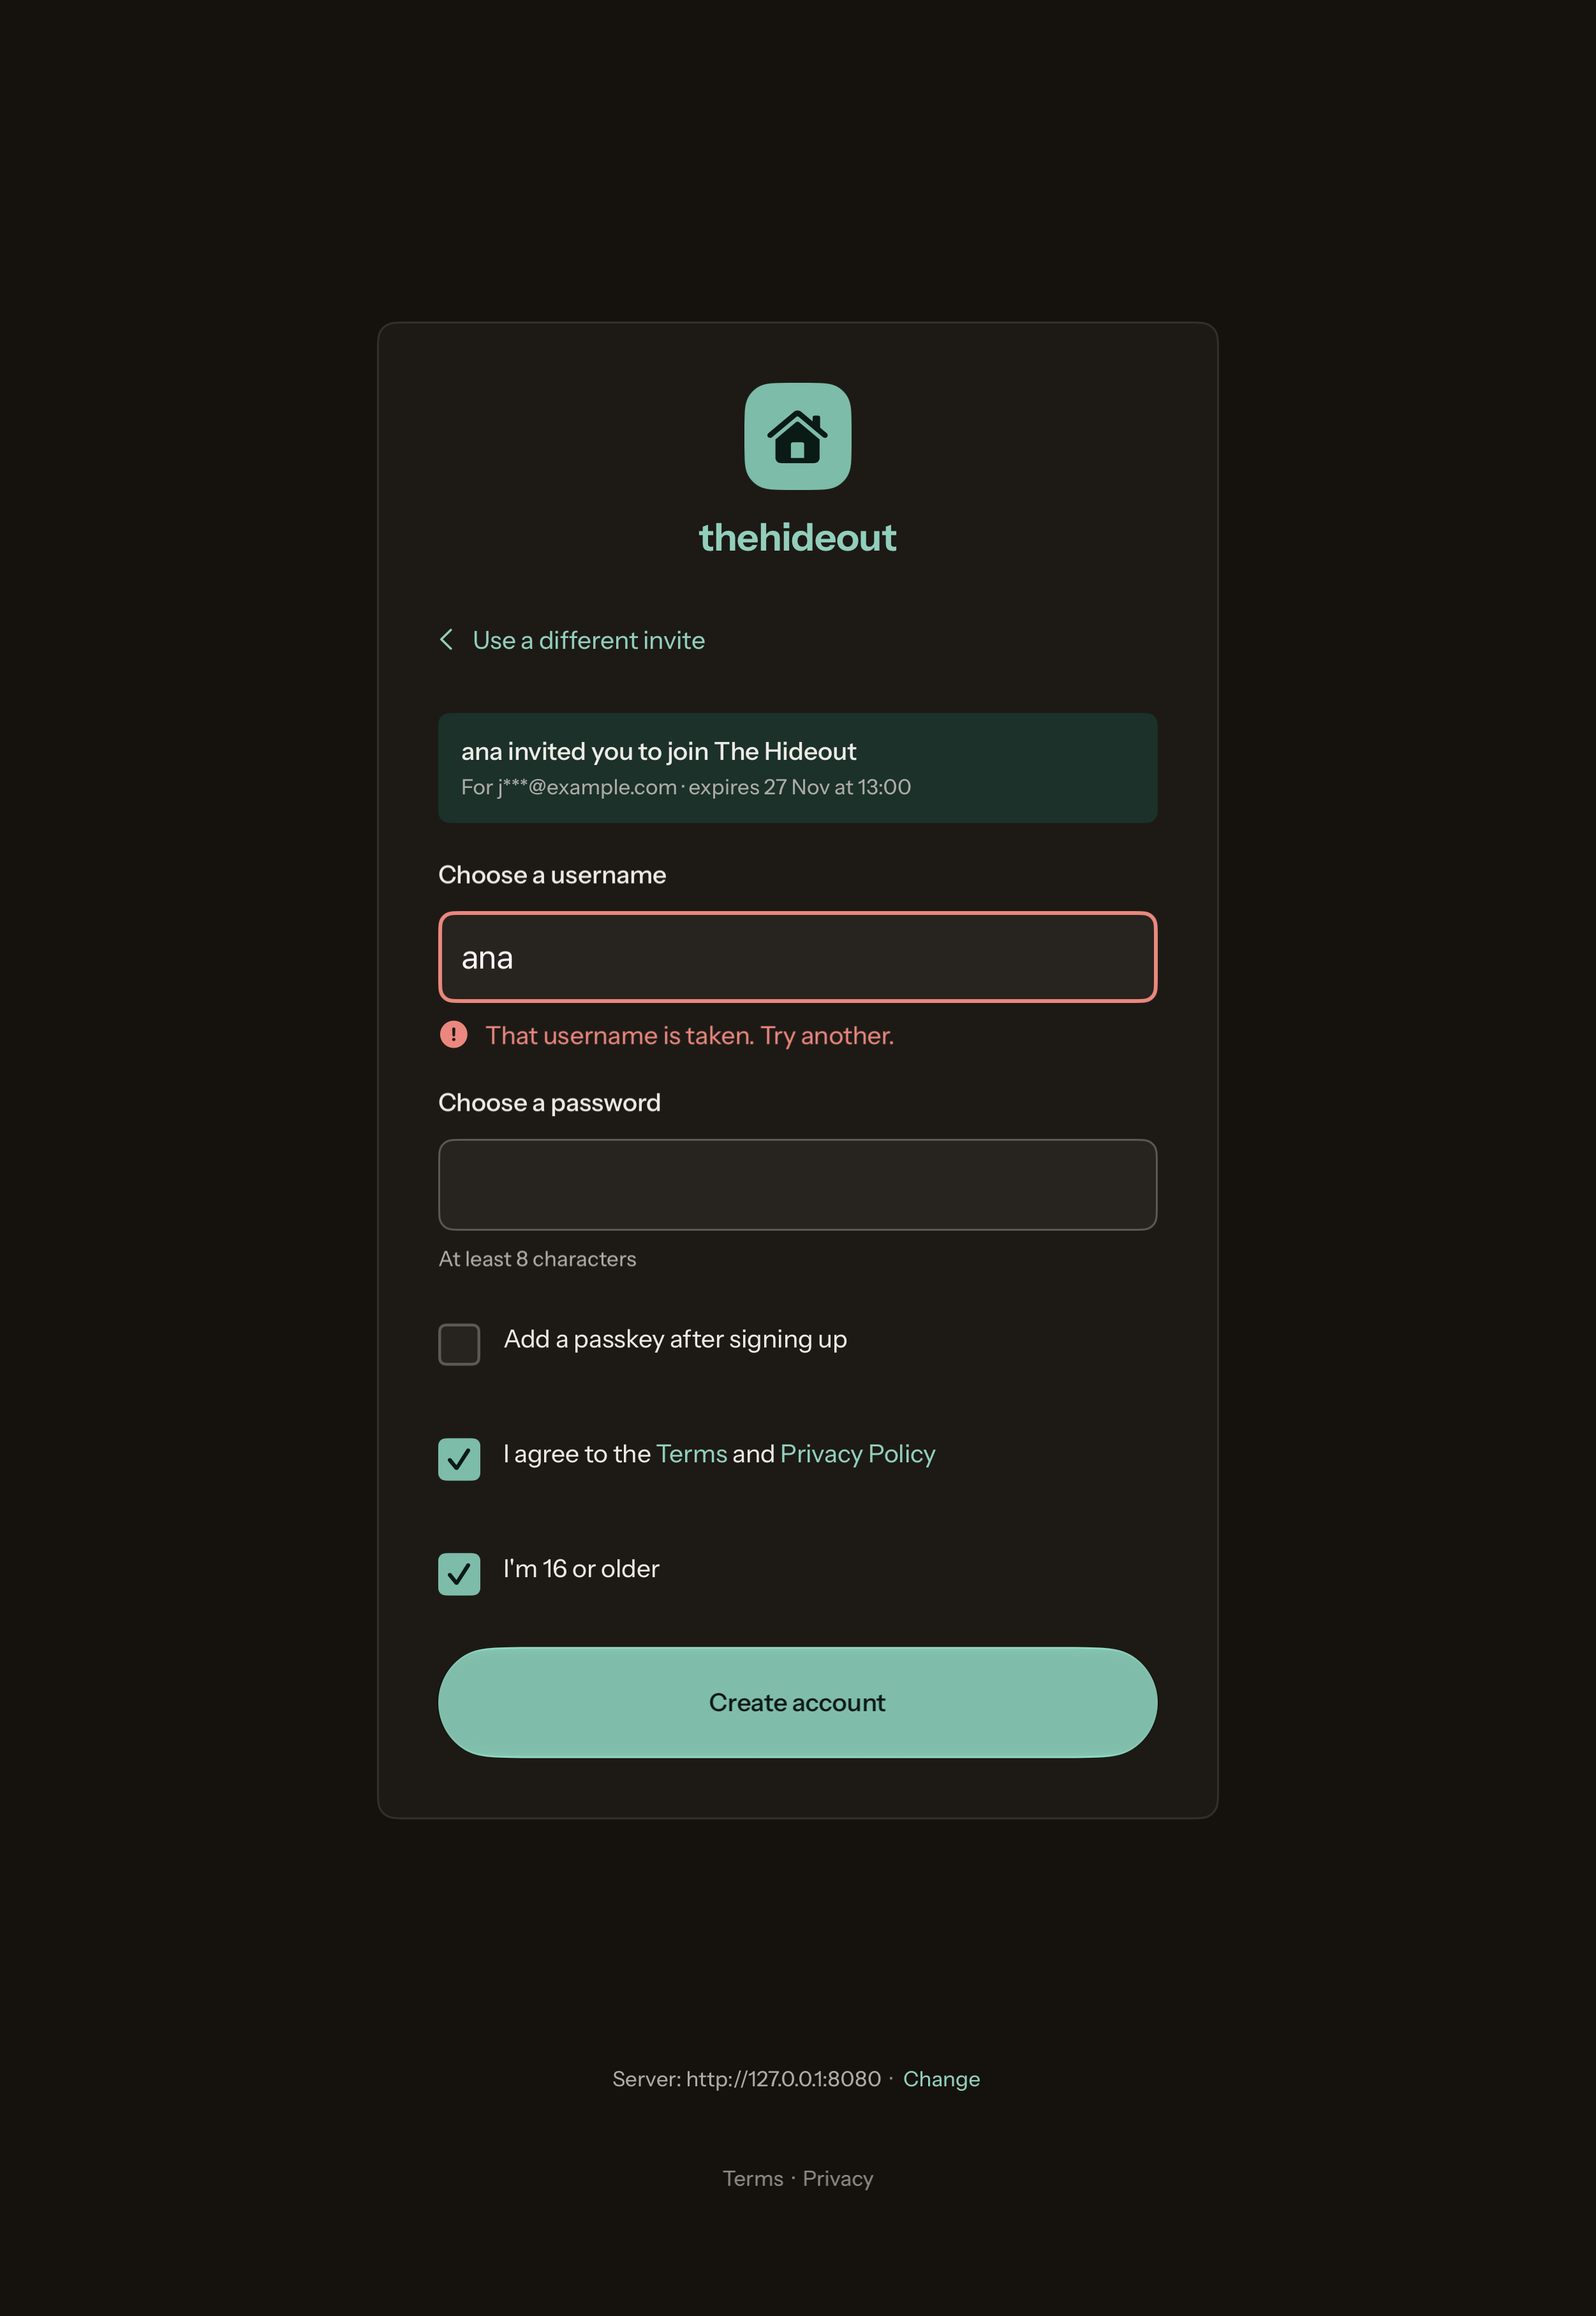 thehideout
Use a different invite
ana invited you to join The Hideout
For j***@example.com · expires 27 Nov at 13:00
Choose a username
ana
That username is taken. Try another.
Choose a password
At least 8 characters
Add a passkey after signing up
I agree to the Terms and Privacy Policy
I'm 16 or older
Create account
Server: http://127.0.0.1:8080 · Change
Terms · Privacy